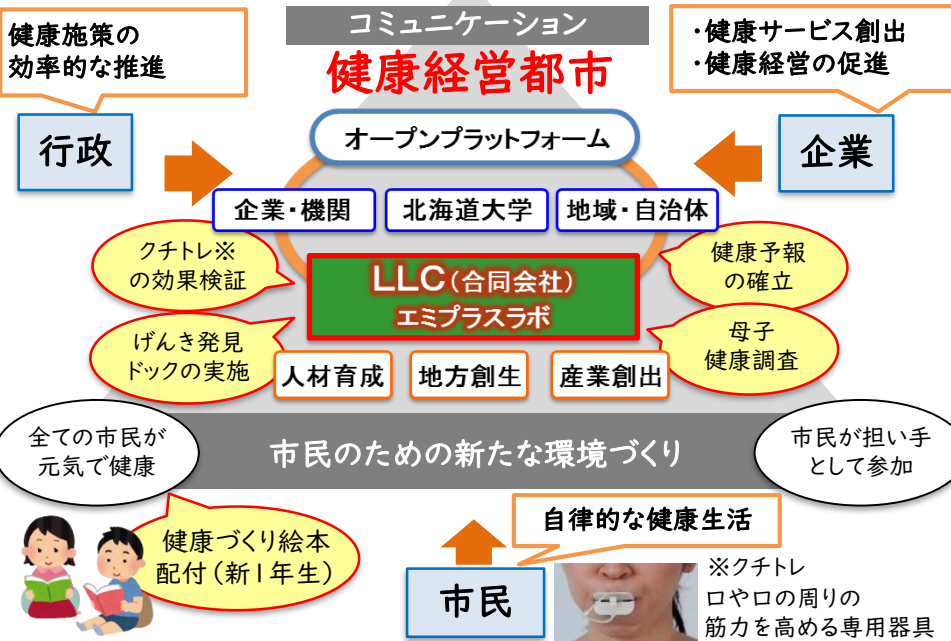 健康施策の
効率的な推進
コミュニケーション
健康経営都市
・健康サービス創出
・健康経営の促進
行政
オープンプラットフォーム
企業
企業・機関
北海道大学
地域・自治体
クチトレ※
の効果検証
LLC(合同会社)
エミプラスラボ
健康予報
の確立
げんき発見
ドックの実施
母子
健康調査
人材育成
地方創生
産業創出
全ての市民が
元気で健康
市民のための新たな環境づくり
市民が担い手
として参加
健康づくり絵本
配付(新1年生)
自律的な健康生活
市民
※クチトレ
口や口の周りの
筋力を高める専用器具